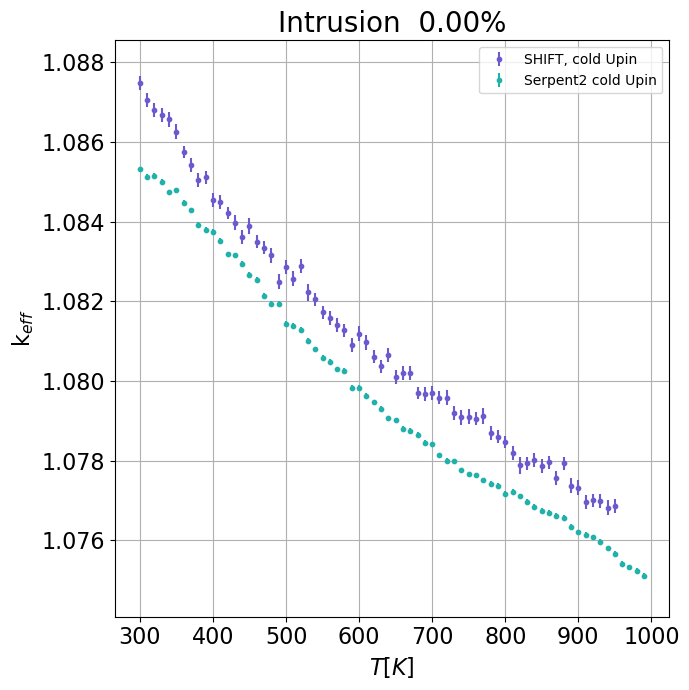 Intrusion  0.00%
SHIFT, cold Upin
Serpent2 cold Upin
1.088
1.086
1.084
1.082
1.080
1.078
1.076
k_eff
300 400 500 600 700 800 900 1000
T[K]